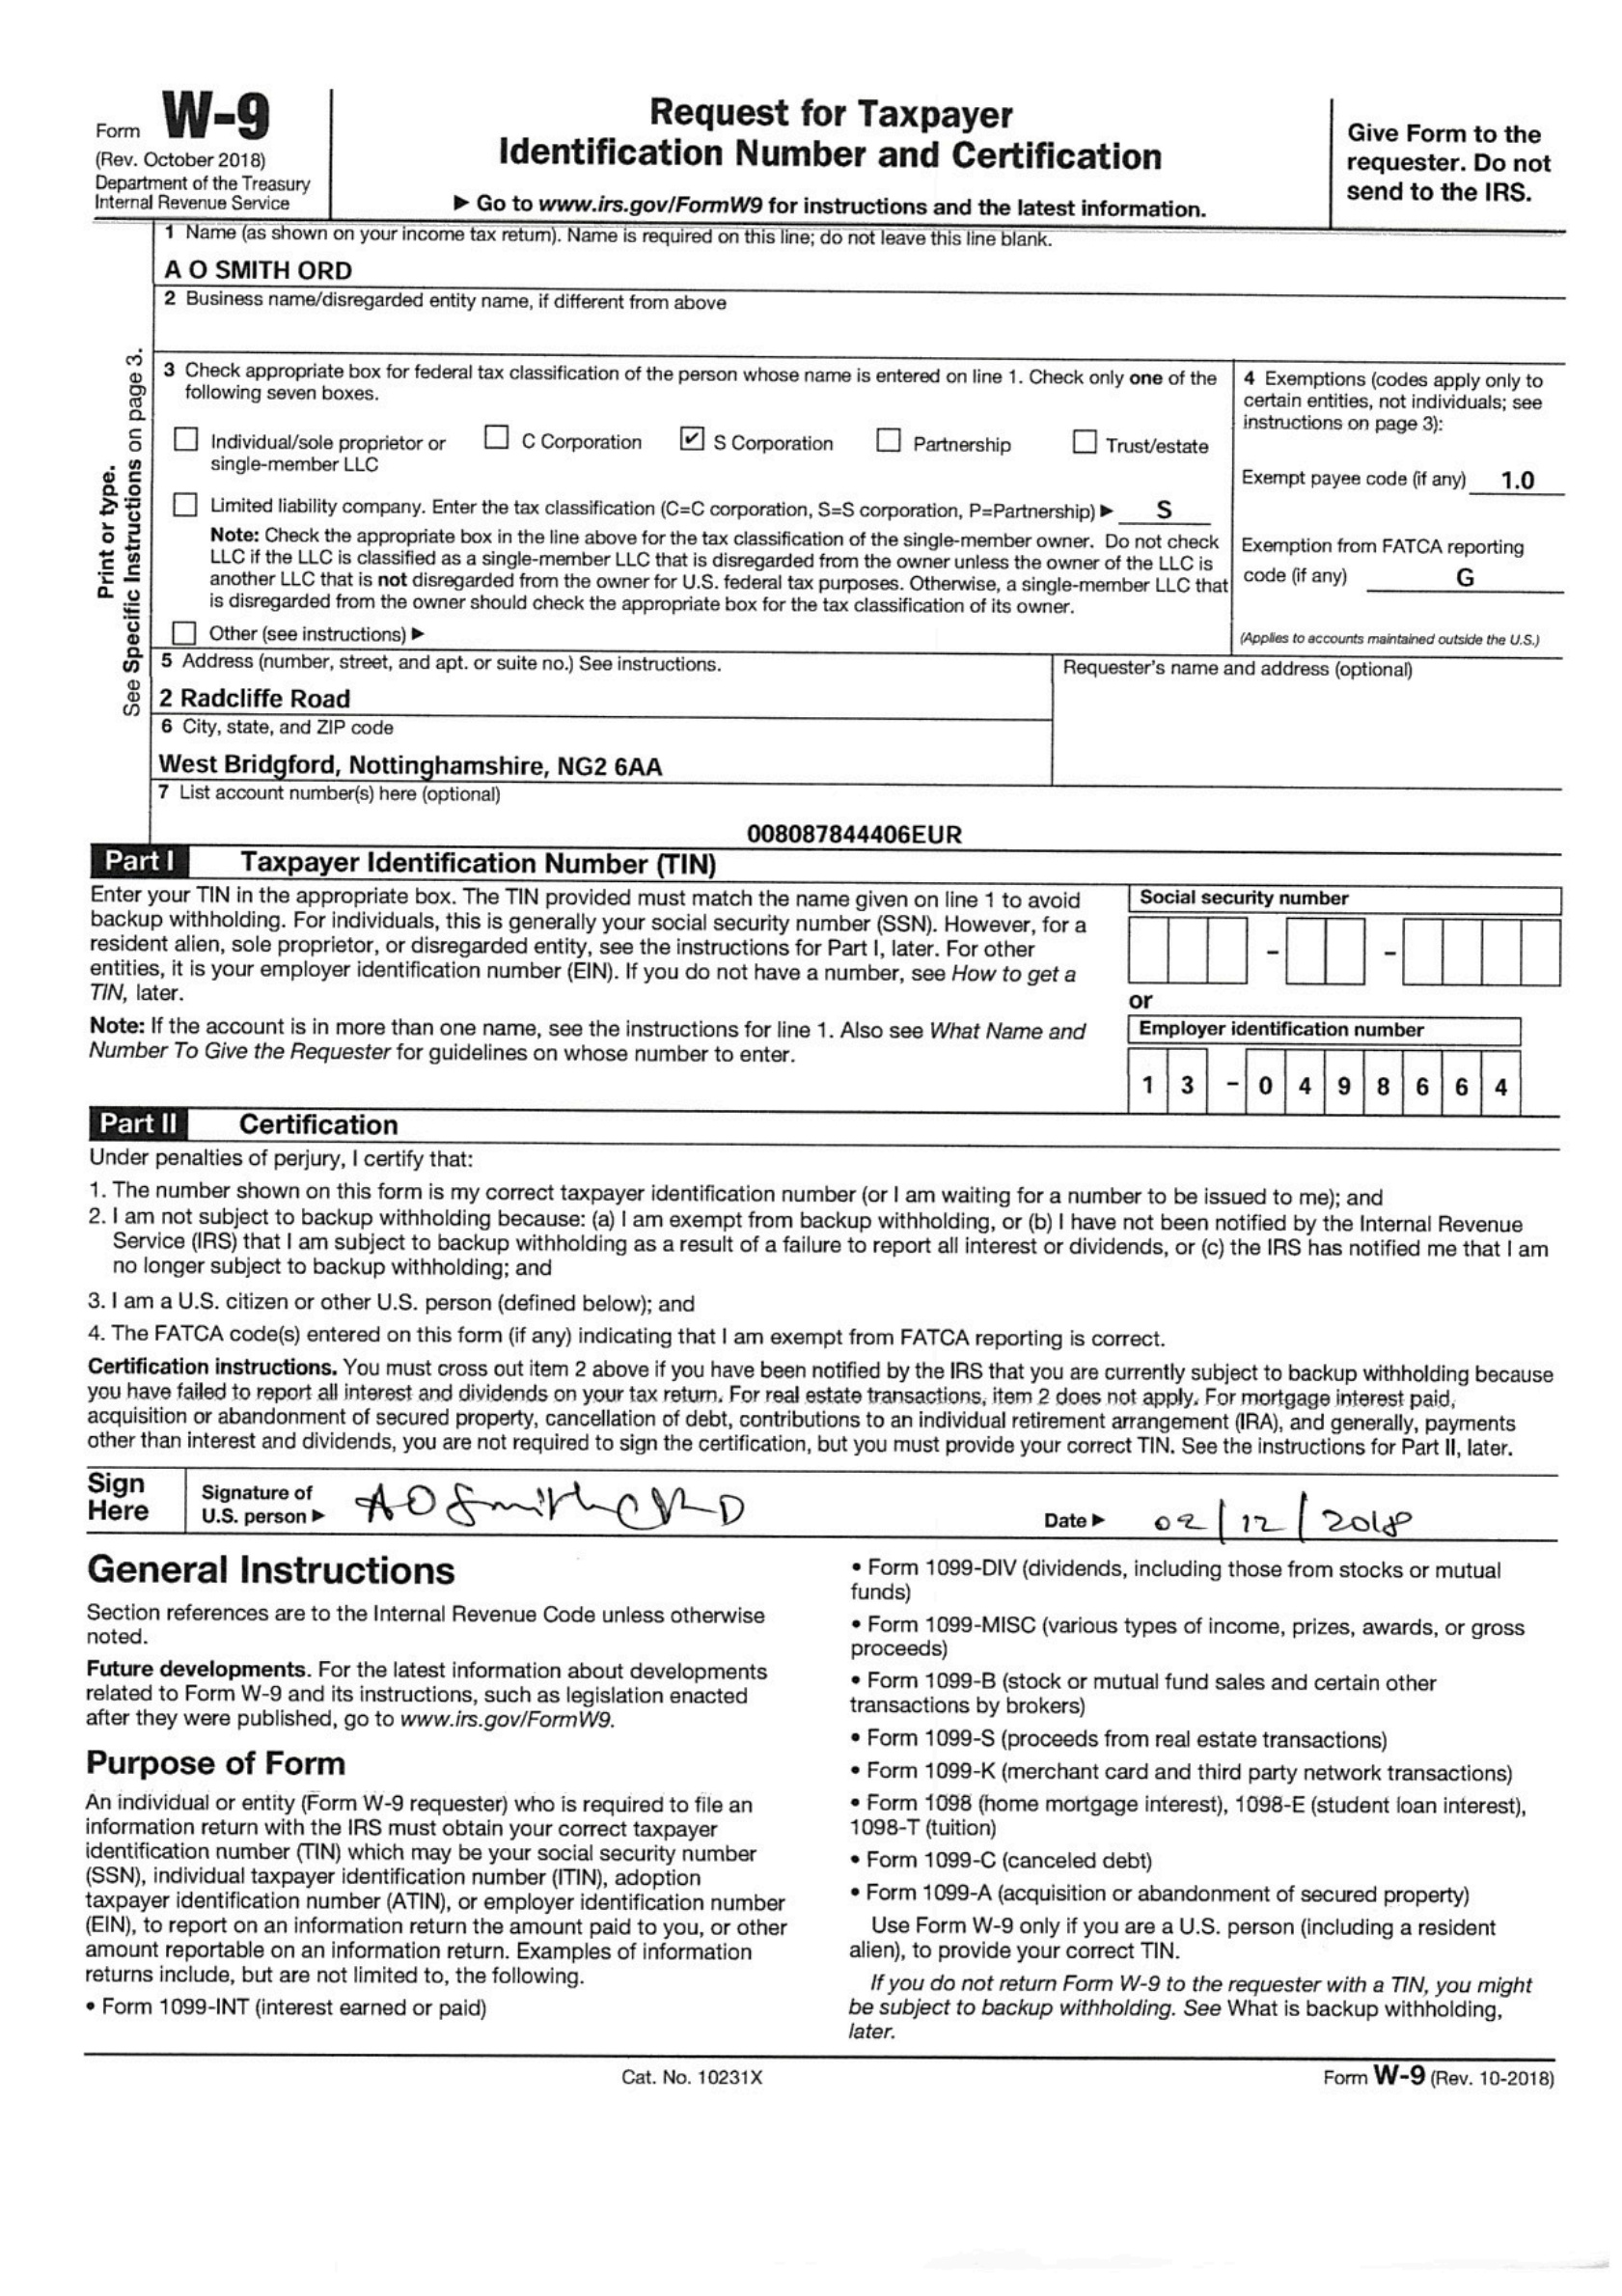 Form W-9
(Rev. October 2018)
Department of the Treasury
Internal Revenue Service
Request for Taxpayer
Identification Number and Certification
▶ Go to www.irs.gov/FormW9 for instructions and the latest information.
Give Form to the
requester. Do not
send to the IRS.
Print or type.
See Specific Instructions on page 3.
1 Name (as shown on your income tax return). Name is required on this line; do not leave this line blank.
A O SMITH ORD
2 Business name/disregarded entity name, if different from above
3 Check appropriate box for federal tax classification of the person whose name is entered on line 1. Check only one of the
following seven boxes.
☐ Individual/sole proprietor or
single-member LLC
☐ C Corporation
☑ S Corporation
☐ Partnership
☐ Trust/estate
☐ Limited liability company. Enter the tax classification (C=C corporation, S=S corporation, P=Partnership) ▶ S
Note: Check the appropriate box in the line above for the tax classification of the single-member owner. Do not check
LLC if the LLC is classified as a single-member LLC that is disregarded from the owner unless the owner of the LLC is
another LLC that is not disregarded from the owner for U.S. federal tax purposes. Otherwise, a single-member LLC that
is disregarded from the owner should check the appropriate box for the tax classification of its owner.
☐ Other (see instructions) ▶
4 Exemptions (codes apply only to
certain entities, not individuals; see
instructions on page 3):
Exempt payee code (if any) 1.0
Exemption from FATCA reporting
code (if any) G
(Applies to accounts maintained outside the U.S.)
5 Address (number, street, and apt. or suite no.) See instructions.
2 Radcliffe Road
6 City, state, and ZIP code
West Bridgford, Nottinghamshire, NG2 6AA
Requester's name and address (optional)
7 List account number(s) here (optional)
008087844406EUR
Part I Taxpayer Identification Number (TIN)
Enter your TIN in the appropriate box. The TIN provided must match the name given on line 1 to avoid
backup withholding. For individuals, this is generally your social security number (SSN). However, for a
resident alien, sole proprietor, or disregarded entity, see the instructions for Part I, later. For other
entities, it is your employer identification number (EIN). If you do not have a number, see How to get a
TIN, later.
Note: If the account is in more than one name, see the instructions for line 1. Also see What Name and
Number To Give the Requester for guidelines on whose number to enter.
Social security number
- -
or
Employer identification number
1 3 - 0 4 9 8 6 6 4
Part II Certification
Under penalties of perjury, I certify that:
1. The number shown on this form is my correct taxpayer identification number (or I am waiting for a number to be issued to me); and
2. I am not subject to backup withholding because: (a) I am exempt from backup withholding, or (b) I have not been notified by the Internal Revenue
Service (IRS) that I am subject to backup withholding as a result of a failure to report all interest or dividends, or (c) the IRS has notified me that I am
no longer subject to backup withholding; and
3. I am a U.S. citizen or other U.S. person (defined below); and
4. The FATCA code(s) entered on this form (if any) indicating that I am exempt from FATCA reporting is correct.
Certification instructions. You must cross out item 2 above if you have been notified by the IRS that you are currently subject to backup withholding because
you have failed to report all interest and dividends on your tax return. For real estate transactions, item 2 does not apply. For mortgage interest paid,
acquisition or abandonment of secured property, cancellation of debt, contributions to an individual retirement arrangement (IRA), and generally, payments
other than interest and dividends, you are not required to sign the certification, but you must provide your correct TIN. See the instructions for Part II, later.
Sign
Here
Signature of
U.S. person ▶ A O Smith ORD
Date ▶ 02/12/2018
General Instructions
Section references are to the Internal Revenue Code unless otherwise
noted.
Future developments. For the latest information about developments
related to Form W-9 and its instructions, such as legislation enacted
after they were published, go to www.irs.gov/FormW9.
Purpose of Form
An individual or entity (Form W-9 requester) who is required to file an
information return with the IRS must obtain your correct taxpayer
identification number (TIN) which may be your social security number
(SSN), individual taxpayer identification number (ITIN), adoption
taxpayer identification number (ATIN), or employer identification number
(EIN), to report on an information return the amount paid to you, or other
amount reportable on an information return. Examples of information
returns include, but are not limited to, the following.
• Form 1099-INT (interest earned or paid)
• Form 1099-DIV (dividends, including those from stocks or mutual
funds)
• Form 1099-MISC (various types of income, prizes, awards, or gross
proceeds)
• Form 1099-B (stock or mutual fund sales and certain other
transactions by brokers)
• Form 1099-S (proceeds from real estate transactions)
• Form 1099-K (merchant card and third party network transactions)
• Form 1098 (home mortgage interest), 1098-E (student loan interest),
1098-T (tuition)
• Form 1099-C (canceled debt)
• Form 1099-A (acquisition or abandonment of secured property)
Use Form W-9 only if you are a U.S. person (including a resident
alien), to provide your correct TIN.
If you do not return Form W-9 to the requester with a TIN, you might
be subject to backup withholding. See What is backup withholding,
later.
Cat. No. 10231X
Form W-9 (Rev. 10-2018)